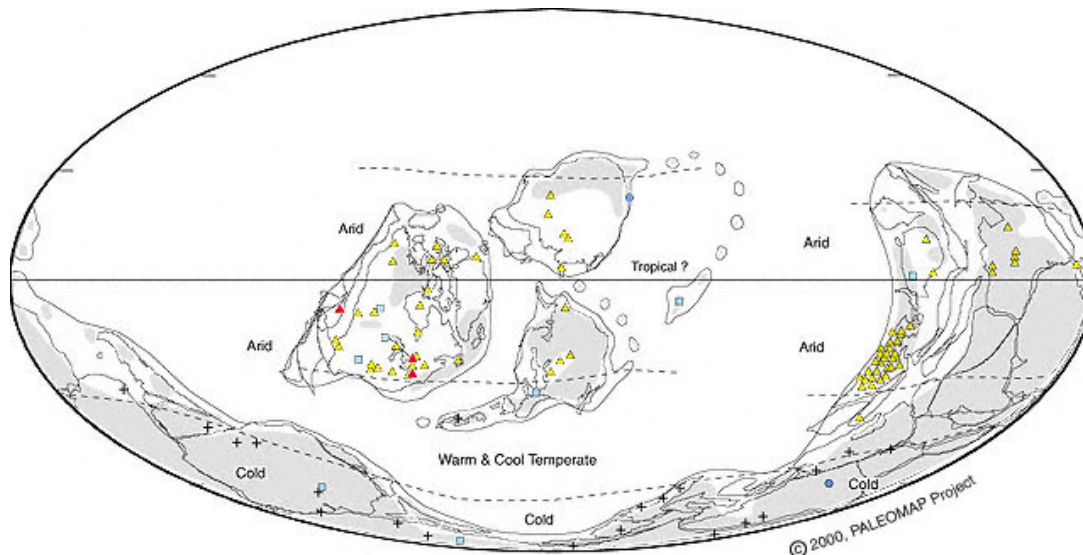 Arid
Arid
Tropical ?
Arid
Arid
Warm & Cool Temperate
Cold
Cold
Cold
© 2000, PALEOMAP Project